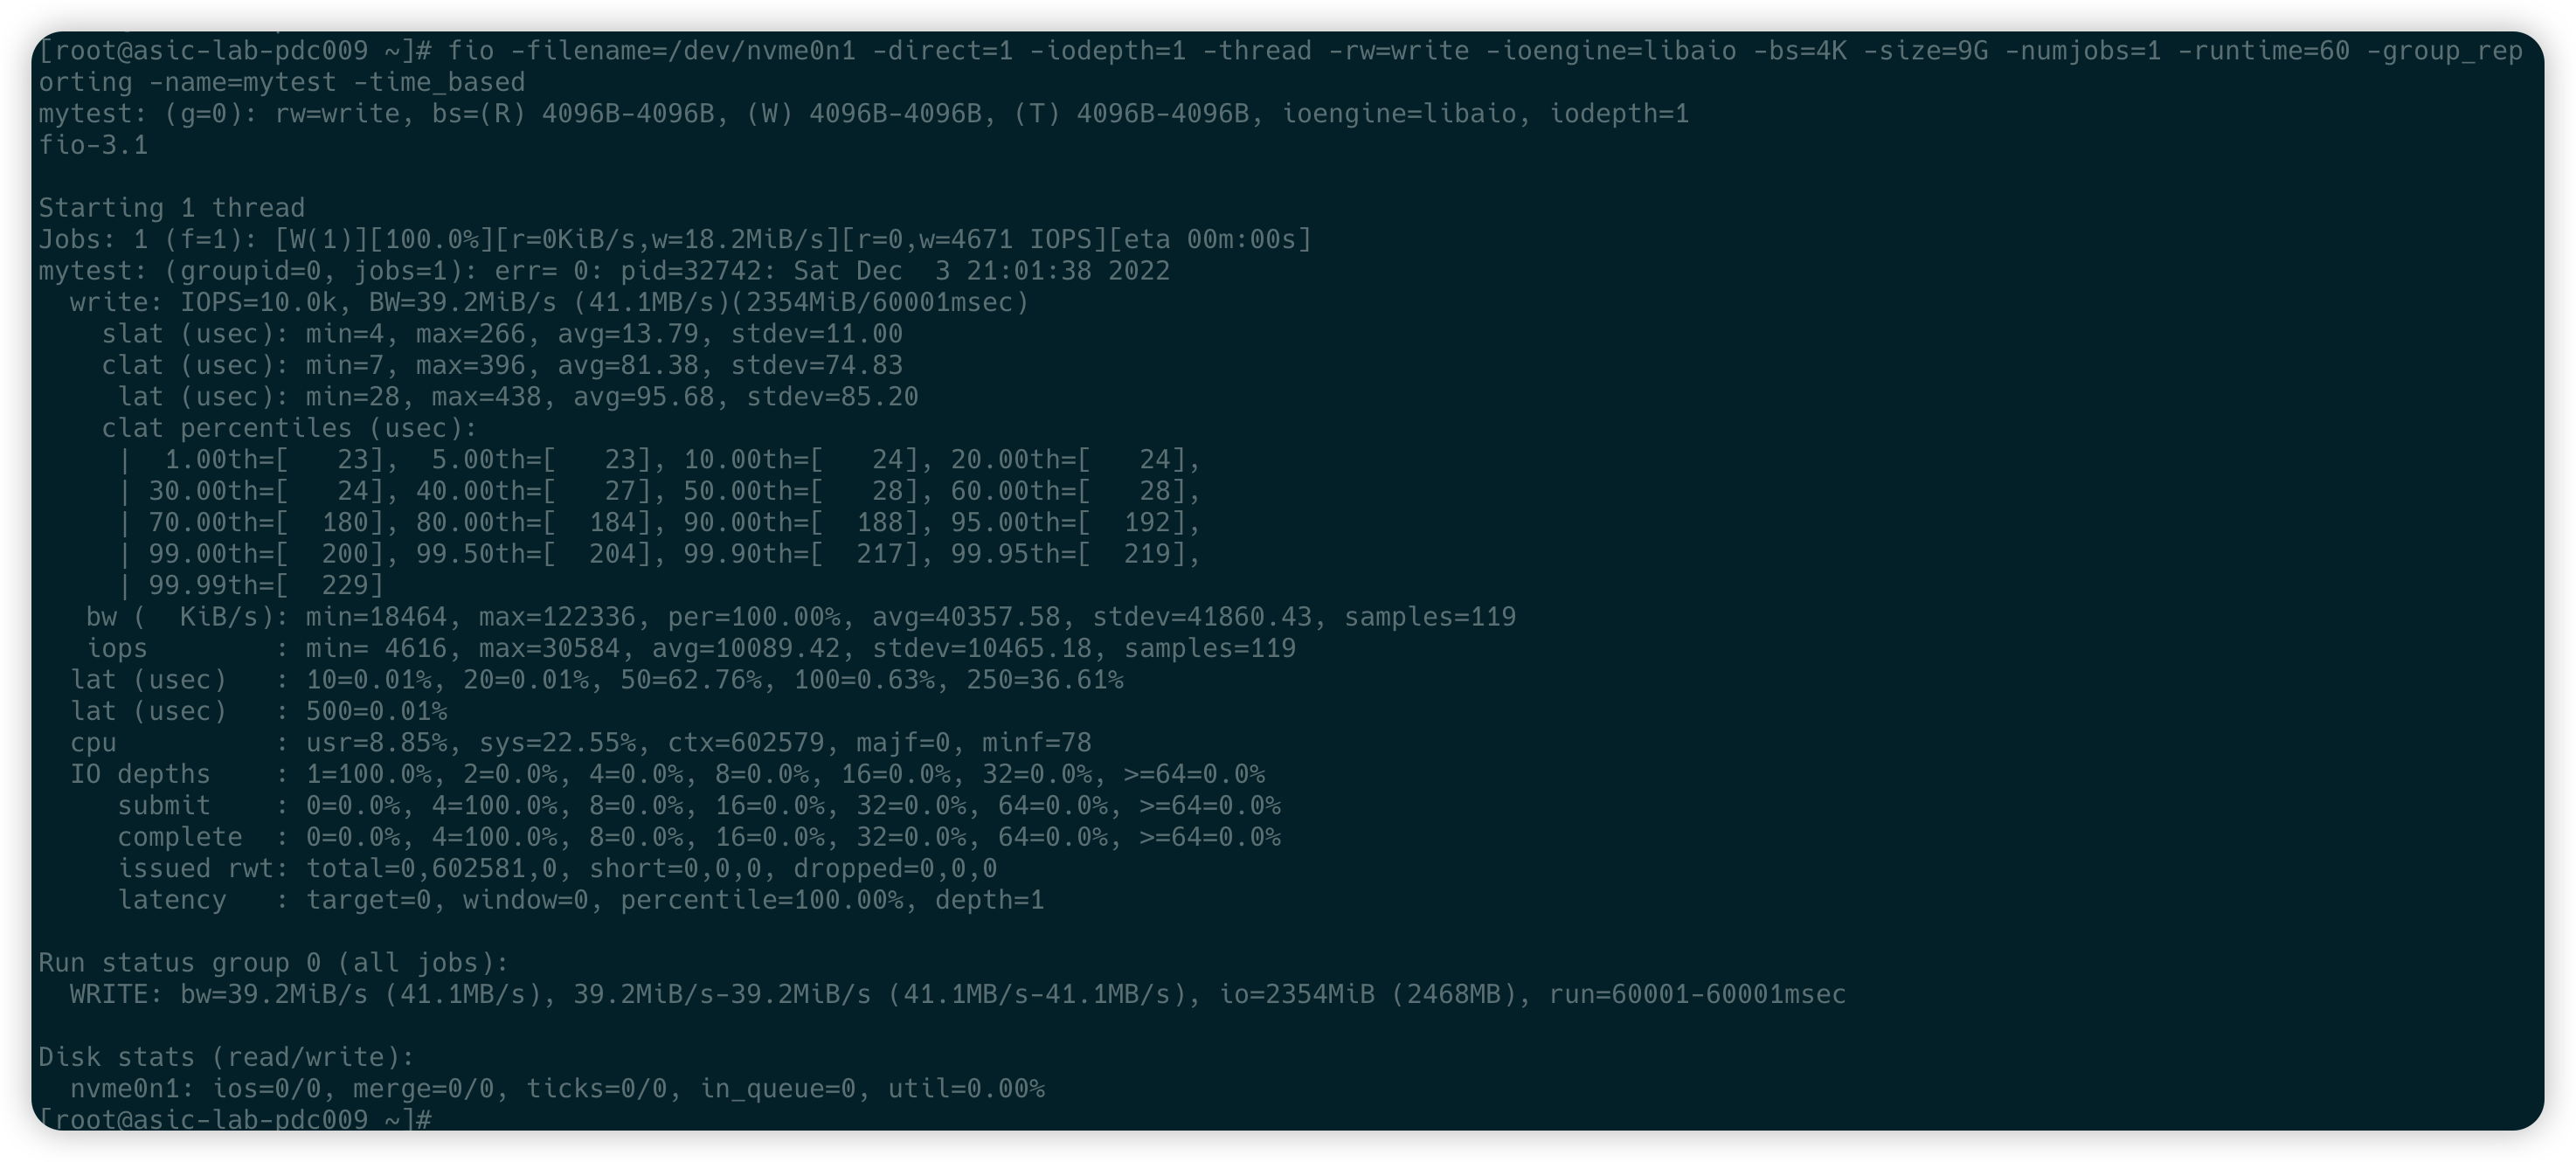 [root@asic-lab-pdc009 ~]# fio -filename=/dev/nvme0n1 -direct=1 -iodepth=1 -thread -rw=write -ioengine=libaio -bs=4K -size=9G -numjobs=1 -runtime=60 -group_rep
orting -name=mytest -time_based
mytest: (g=0): rw=write, bs=(R) 4096B-4096B, (W) 4096B-4096B, (T) 4096B-4096B, ioengine=libaio, iodepth=1
fio-3.1
Starting 1 thread
Jobs: 1 (f=1): [W(1)][100.0%][r=0KiB/s,w=18.2MiB/s][r=0,w=4671 IOPS][eta 00m:00s]
mytest: (groupid=0, jobs=1): err= 0: pid=32742: Sat Dec  3 21:01:38 2022
  write: IOPS=10.0k, BW=39.2MiB/s (41.1MB/s)(2354MiB/60001msec)
    slat (usec): min=4, max=266, avg=13.79, stdev=11.00
    clat (usec): min=7, max=396, avg=81.38, stdev=74.83
     lat (usec): min=28, max=438, avg=95.68, stdev=85.20
    clat percentiles (usec):
     |  1.00th=[   23],  5.00th=[   23], 10.00th=[   24], 20.00th=[   24],
     | 30.00th=[   24], 40.00th=[   27], 50.00th=[   28], 60.00th=[   28],
     | 70.00th=[  180], 80.00th=[  184], 90.00th=[  188], 95.00th=[  192],
     | 99.00th=[  200], 99.50th=[  204], 99.90th=[  217], 99.95th=[  219],
     | 99.99th=[  229]
   bw (  KiB/s): min=18464, max=122336, per=100.00%, avg=40357.58, stdev=41860.43, samples=119
   iops        : min= 4616, max=30584, avg=10089.42, stdev=10465.18, samples=119
  lat (usec)   : 10=0.01%, 20=0.01%, 50=62.76%, 100=0.63%, 250=36.61%
  lat (usec)   : 500=0.01%
  cpu          : usr=8.85%, sys=22.55%, ctx=602579, majf=0, minf=78
  IO depths    : 1=100.0%, 2=0.0%, 4=0.0%, 8=0.0%, 16=0.0%, 32=0.0%, >=64=0.0%
     submit    : 0=0.0%, 4=100.0%, 8=0.0%, 16=0.0%, 32=0.0%, 64=0.0%, >=64=0.0%
     complete  : 0=0.0%, 4=100.0%, 8=0.0%, 16=0.0%, 32=0.0%, 64=0.0%, >=64=0.0%
     issued rwt: total=0,602581,0, short=0,0,0, dropped=0,0,0
     latency   : target=0, window=0, percentile=100.00%, depth=1
Run status group 0 (all jobs):
  WRITE: bw=39.2MiB/s (41.1MB/s), 39.2MiB/s-39.2MiB/s (41.1MB/s-41.1MB/s), io=2354MiB (2468MB), run=60001-60001msec
Disk stats (read/write):
  nvme0n1: ios=0/0, merge=0/0, ticks=0/0, in_queue=0, util=0.00%
[root@asic-lab-pdc009 ~]#